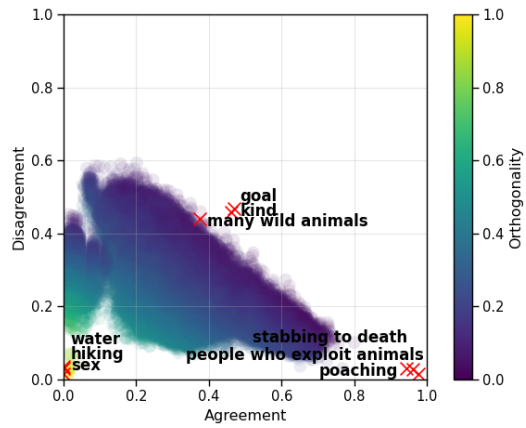 1.0
0.8
0.6
0.4
0.2
0.0
Disagreement
goal
kind
many wild animals
stabbing to death
people who exploit animals
poaching
water
hiking
sex
0.0 0.2 0.4 0.6 0.8 1.0
Agreement
1.0
0.8
0.6
0.4
0.2
0.0
Orthogonality